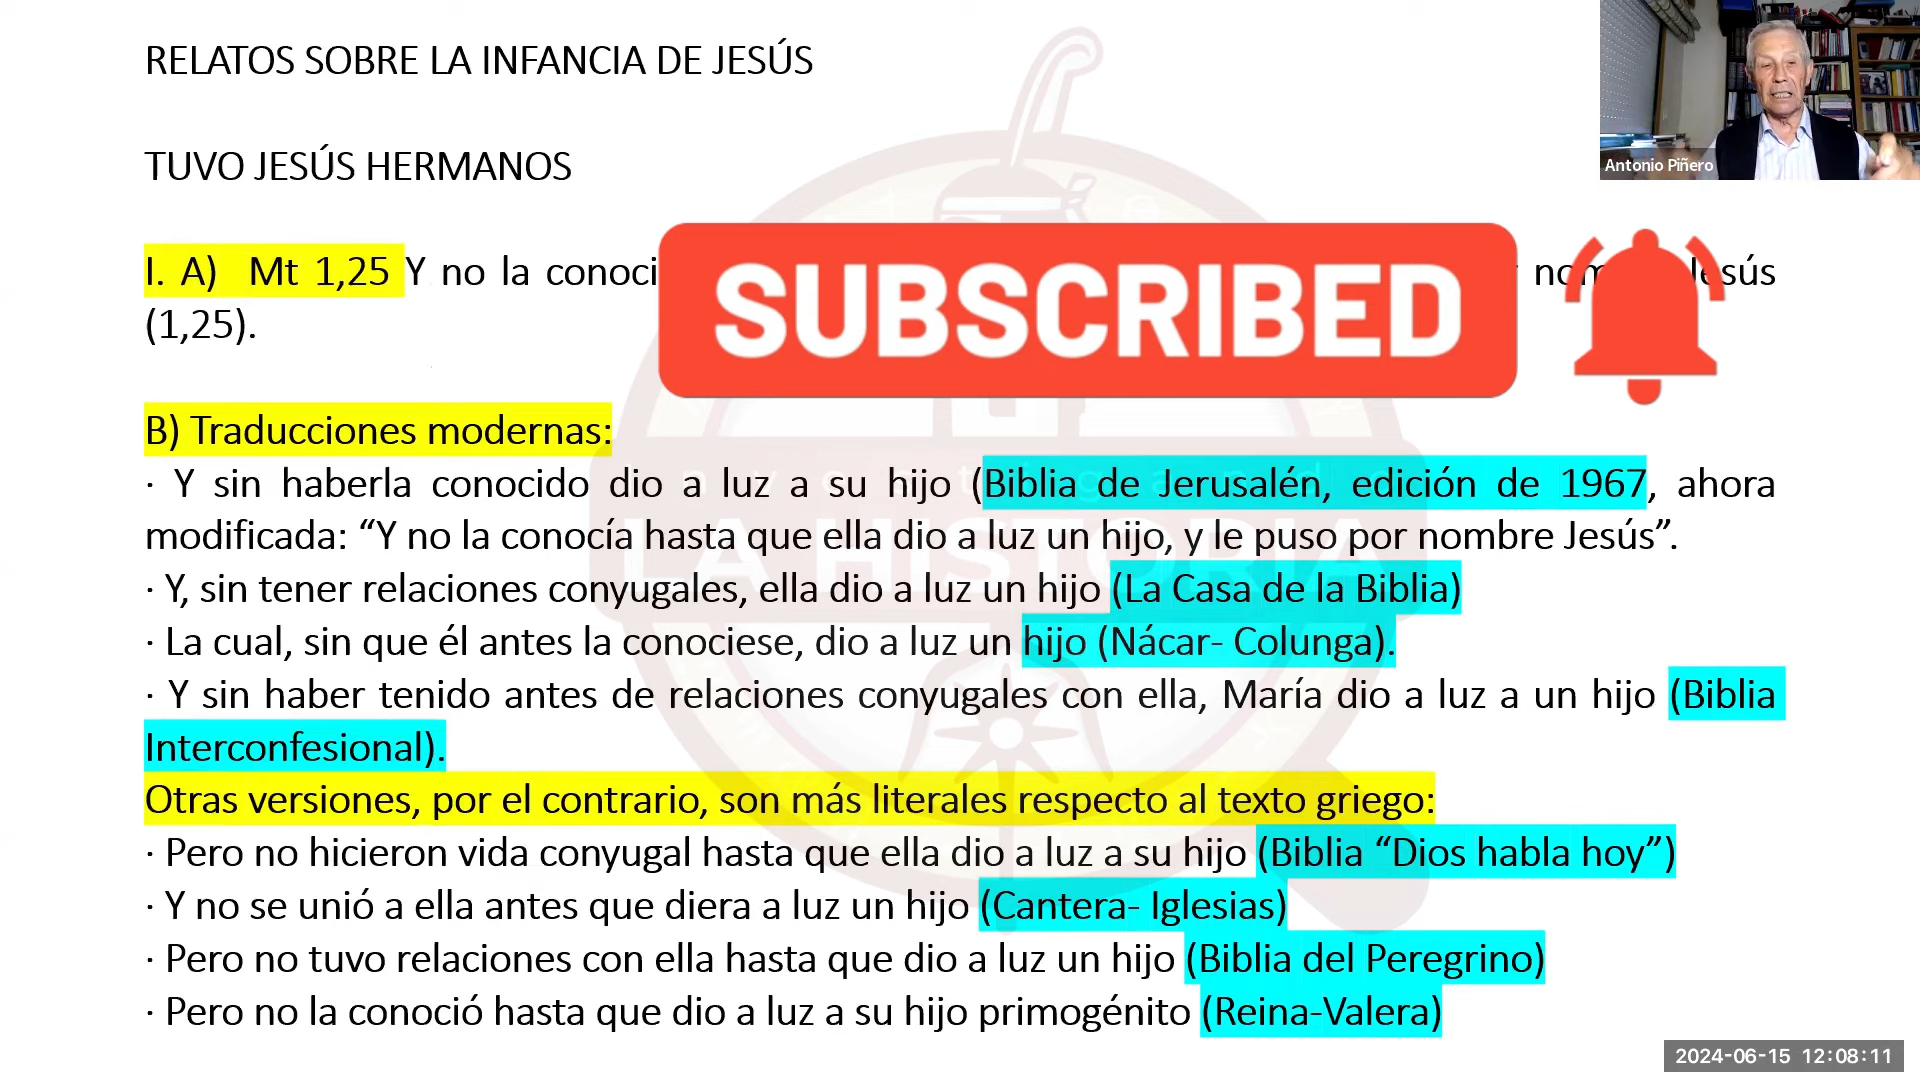 RELATOS SOBRE LA INFANCIA DE JESÚS
Antonio Piñero
TUVO JESÚS HERMANOS
I. A) Mt 1,25 Y no la conoci
SUBSCRIBED
Jesús
(1,25).
B) Traducciones modernas:
· Y sin haberla conocido dio a luz a su hijo (Biblia de Jerusalén, edición de 1967, ahora
modificada: “Y no la conocía hasta que ella dio a luz un hijo, y le puso por nombre Jesús”.
· Y, sin tener relaciones conyugales, ella dio a luz un hijo (La Casa de la Biblia)
· La cual, sin que él antes la conociese, dio a luz un hijo (Nácar- Colunga).
· Y sin haber tenido antes de relaciones conyugales con ella, María dio a luz a un hijo (Biblia
Interconfesional).
Otras versiones, por el contrario, son más literales respecto al texto griego:
· Pero no hicieron vida conyugal hasta que ella dio a luz a su hijo (Biblia “Dios habla hoy”)
· Y no se unió a ella antes que diera a luz un hijo (Cantera- Iglesias)
· Pero no tuvo relaciones con ella hasta que dio a luz un hijo (Biblia del Peregrino)
· Pero no la conoció hasta que dio a luz a su hijo primogénito (Reina-Valera)
LA HISTORIA
2024-06-15 12:08:11